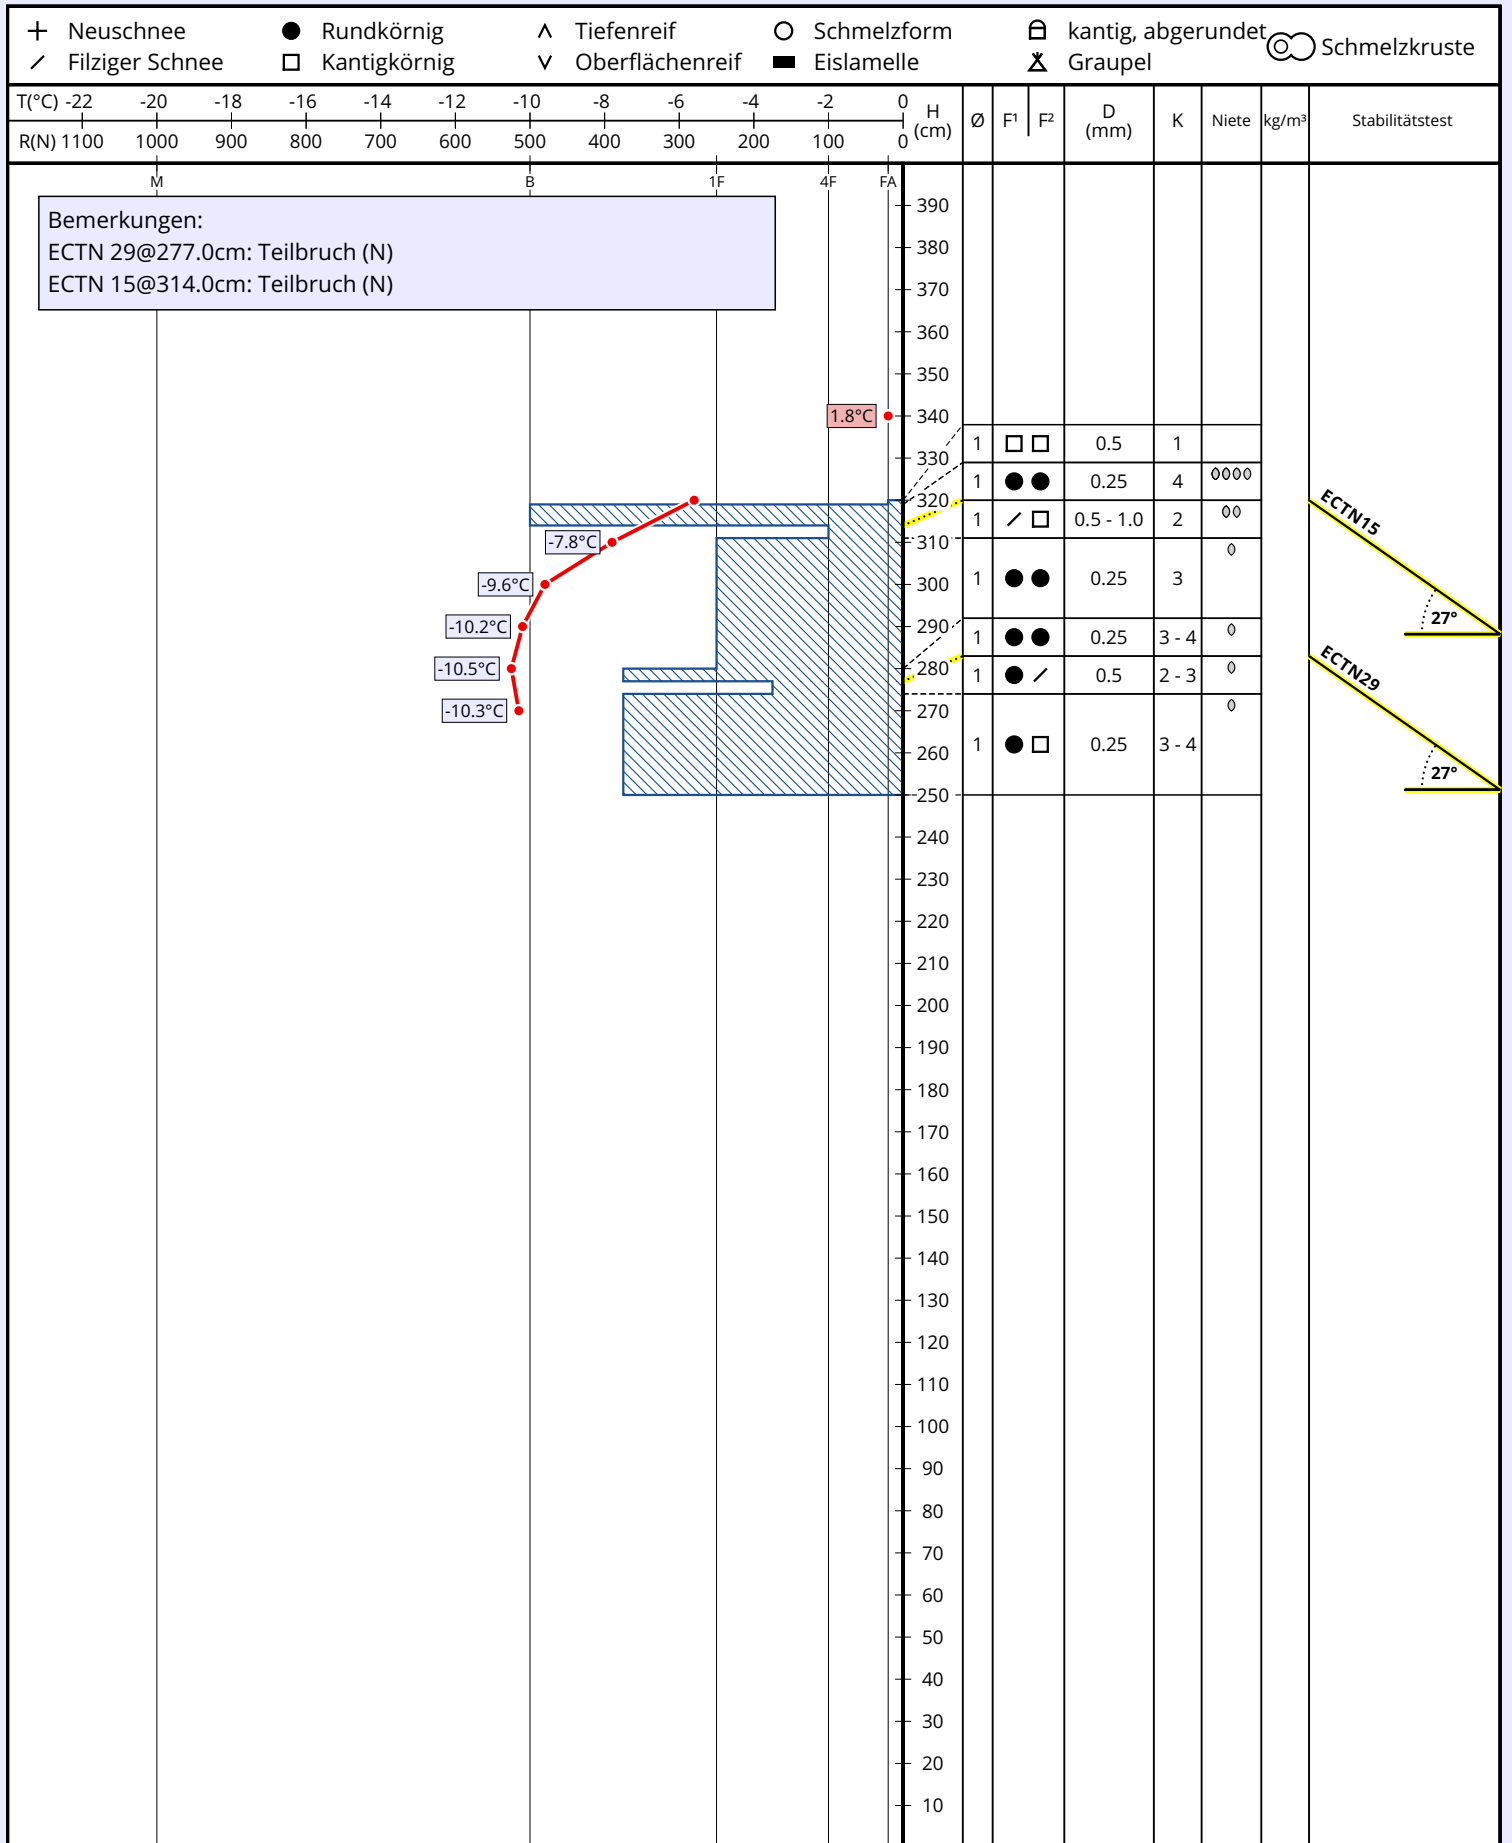 Neuschnee Rundkörnig Tiefenreif Schmelzform kantig, abgerundet Schmelzkruste
Filziger Schnee Kantigkörnig Oberflächenreif Eislamelle Graupel
T(°C) -22 -20 -18 -16 -14 -12 -10 -8 -6 -4 -2 0
R(N) 1100 1000 900 800 700 600 500 400 300 200 100 0
H (cm) Ø F¹ F² D (mm) K Niete kg/m³ Stabilitätstest
M B 1F 4F FA
Bemerkungen:
ECTN 29@277.0cm: Teilbruch (N)
ECTN 15@314.0cm: Teilbruch (N)
390
380
370
360
350
1.8°C 340
1 0.5 1
330
1 0.25 4
320
1 0.5 - 1.0 2
ECTN15
-7.8°C 310
-9.6°C 300
1 0.25 3
27°
-10.2°C 290
1 0.25 3 - 4
-10.5°C 280
1 0.5 2 - 3
ECTN29
-10.3°C 270
1 0.25 3 - 4
260
27°
250
240
230
220
210
200
190
180
170
160
150
140
130
120
110
100
90
80
70
60
50
40
30
20
10